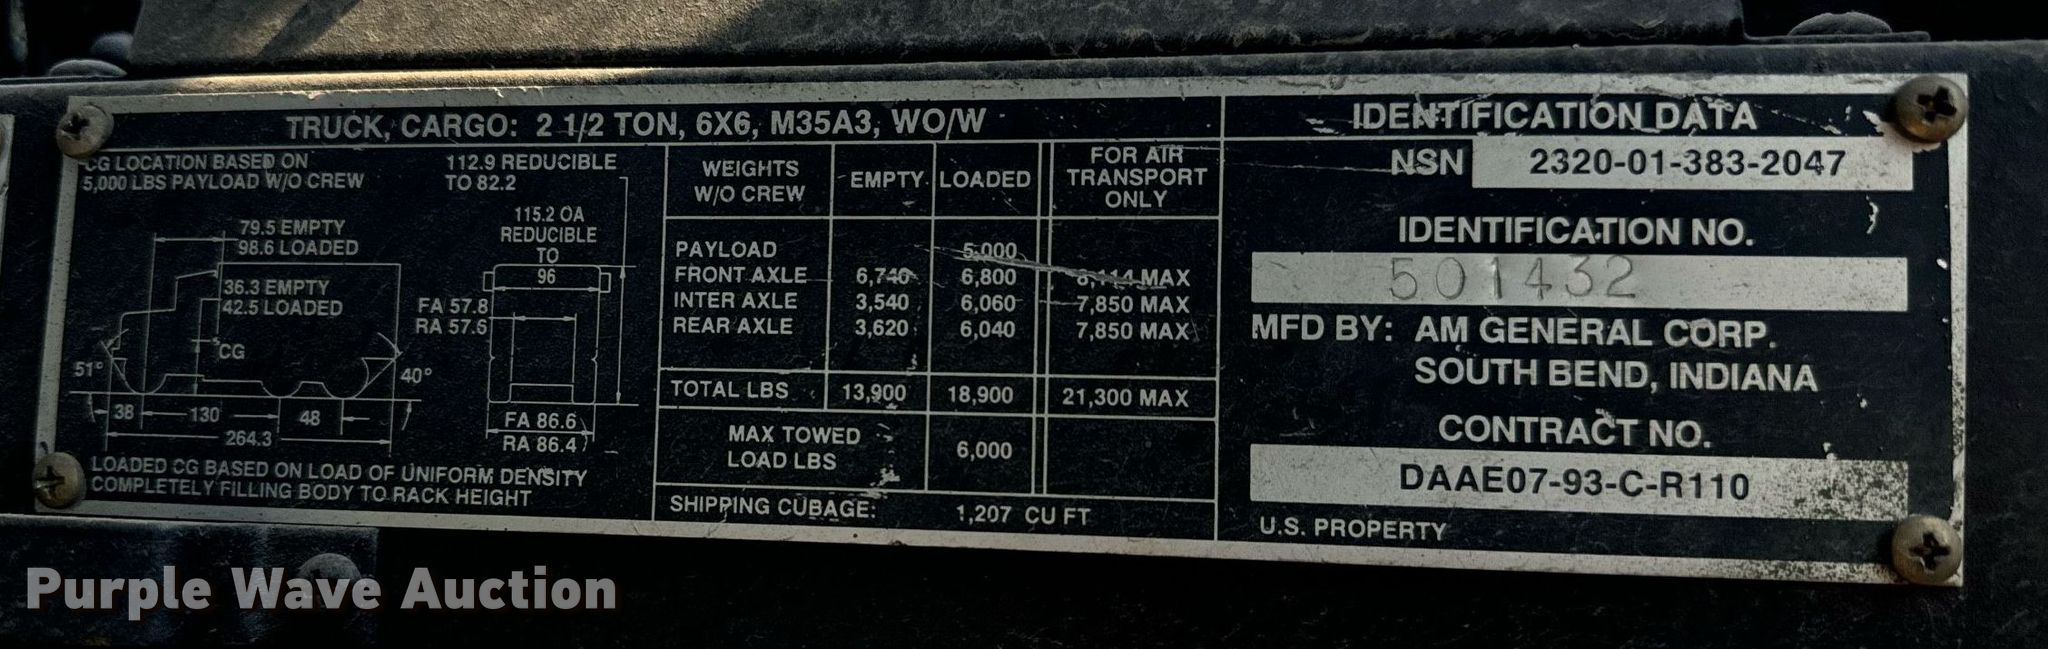 TRUCK, CARGO: 2 1/2 TON, 6X6, M35A3, WO/W
CG LOCATION BASED ON
5,000 LBS PAYLOAD W/O CREW
112.9 REDUCIBLE
TO 82.2
79.5 EMPTY
98.6 LOADED
115.2 OA
REDUCIBLE
TO
96
36.3 EMPTY
42.5 LOADED
FA 57.8
RA 57.6
CG
51°
40°
38
130
48
264.3
FA 86.6
RA 86.4
LOADED CG BASED ON LOAD OF UNIFORM DENSITY
COMPLETELY FILLING BODY TO RACK HEIGHT
WEIGHTS
W/O CREW
EMPTY
LOADED
FOR AIR
TRANSPORT
ONLY
PAYLOAD 5,000
FRONT AXLE 6,740 6,800 MAX
INTER AXLE 3,540 6,060 7,850 MAX
REAR AXLE 3,620 6,040 7,850 MAX
TOTAL LBS 13,900 18,900 21,300 MAX
MAX TOWED
LOAD LBS
6,000
SHIPPING CUBAGE: 1,207 CU FT
IDENTIFICATION DATA
NSN 2320-01-383-2047
IDENTIFICATION NO.
501432
MFD BY: AM GENERAL CORP.
SOUTH BEND, INDIANA
CONTRACT NO.
DAAE07-93-C-R110
U.S. PROPERTY
Purple Wave Auction